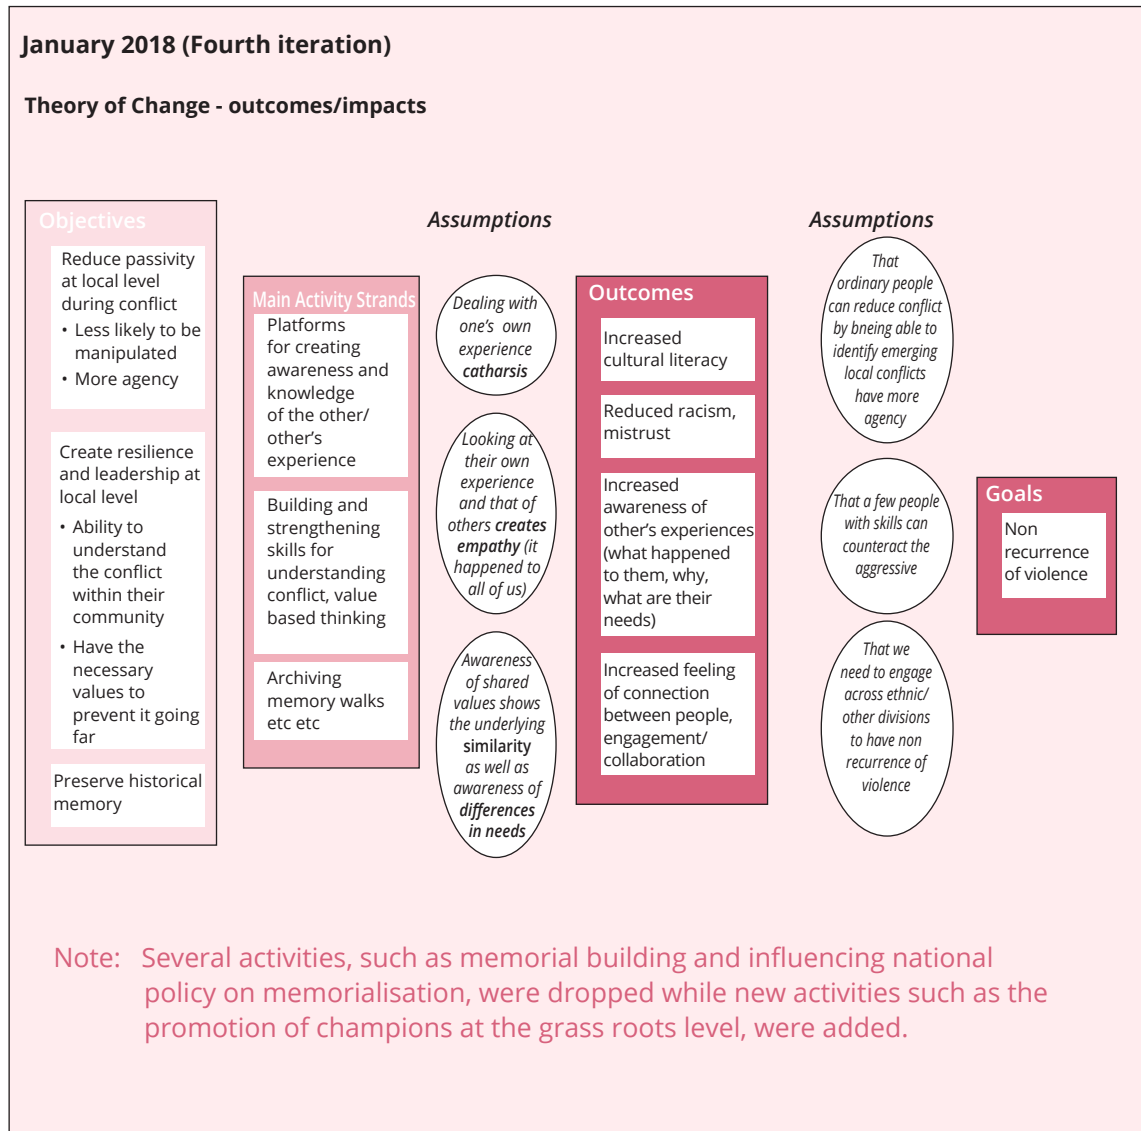 January 2018 (Fourth iteration)
Theory of Change - outcomes/impacts
Objectives
Reduce passivity
at local level
during conflict
• Less likely to be
manipulated
• More agency
Create resilience
and leadership at
local level
• Ability to
understand
the conflict
within their
community
• Have the
necessary
values to
prevent it going
far
Preserve historical
memory
Main Activity Strands
Platforms
for creating
awareness and
knowledge
of the other/
other's
experience
Building and
strengthening
skills for
understanding
conflict, value
based thinking
Archiving
memory walks
etc etc
Assumptions
Dealing with
one's own
experience
catharsis
Looking at
their own
experience
and that of
others creates
empathy (it
happened to
all of us)
Awareness
of shared
values shows
the underlying
similarity
as well as
awareness of
differences
in needs
Outcomes
Increased
cultural literacy
Reduced racism,
mistrust
Increased
awareness of
other's experiences
(what happened
to them, why,
what are their
needs)
Increased feeling
of connection
between people,
engagement/
collaboration
Assumptions
That
ordinary people
can reduce conflict
by bneing able to
identify emerging
local conflicts
have more
agency
That a few people
with skills can
counteract the
aggressive
That we
need to engage
across ethnic/
other divisions
to have non
recurrence of
violence
Goals
Non
recurrence
of violence
Note: Several activities, such as memorial building and influencing national
policy on memorialisation, were dropped while new activities such as the
promotion of champions at the grass roots level, were added.